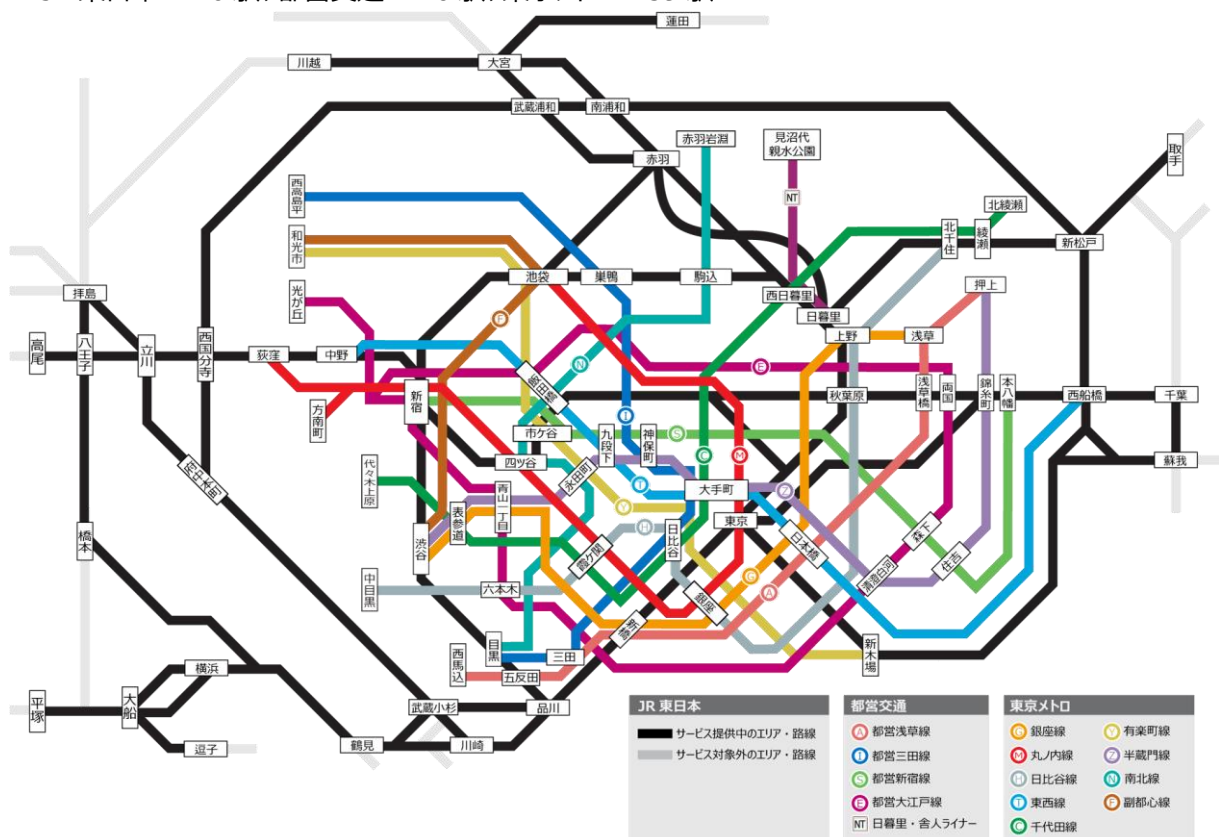 蓮田
川越
大宮
武蔵浦和
南浦和
赤羽岩淵
見沼代
親水公園
赤羽
取手
西高島平
NT
北綾瀬
和光市
北千住
綾瀬
新松戸
池袋
巣鴨
駒込
押上
拝島
光が丘
西日暮里
日暮里
F
上野
浅草
高尾
八王子
立川
西国分寺
荻窪
中野
N
飯田橋
E
新宿
秋葉原
浅草橋
両国
錦糸町
本八幡
西船橋
千葉
方南町
I
市ケ谷
九段下
神保町
S
C
M
四ツ谷
永田町
蘇我
府中本町
代々木上原
青山一丁目
T
大手町
Z
表参道
Y
東京
橋本
渋谷
霞ケ関
H
日比谷
日本橋
森下
住吉
中目黒
六本木
G
A
清澄白河
銀座
新橋
目黒
西馬込
三田
新木場
五反田
横浜
平塚
大船
武蔵小杉
品川
逗子
鶴見
川崎
JR 東日本
サービス提供中のエリア・路線
サービス対象外のエリア・路線
都営交通
A 都営浅草線
I 都営三田線
S 都営新宿線
E 都営大江戸線
NT 日暮里・舎人ライナー
東京メトロ
G 銀座線
M 丸ノ内線
H 日比谷線
T 東西線
C 千代田線
Y 有楽町線
Z 半蔵門線
N 南北線
F 副都心線